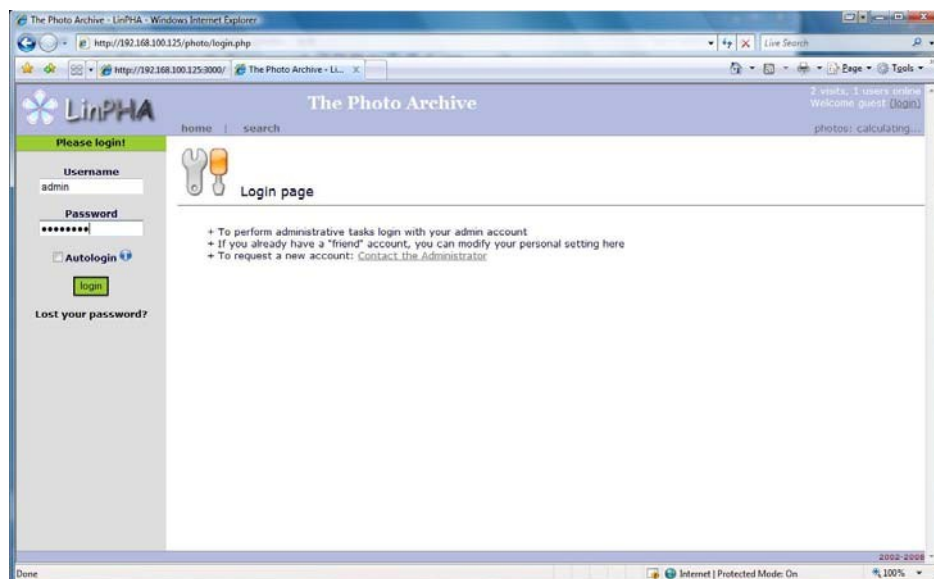 The Photo Archive - LinPHA - Windows Internet Explorer
http://192.168.100.125/photo/login.php
Live Search
http://192.168.100.125:3000/
The Photo Archive - Li...
Page
Tools
LinPHA
The Photo Archive
2 visits, 1 users online
Welcome guest (login)
home | search
photos: calculating...
Please login!
Username
admin
Password
Autologin
login
Lost your password?
Login page
+ To perform administrative tasks login with your admin account
+ If you already have a "friend" account, you can modify your personal setting here
+ To request a new account: Contact the Administrator
2002-2008
Done
Internet | Protected Mode: On
100%